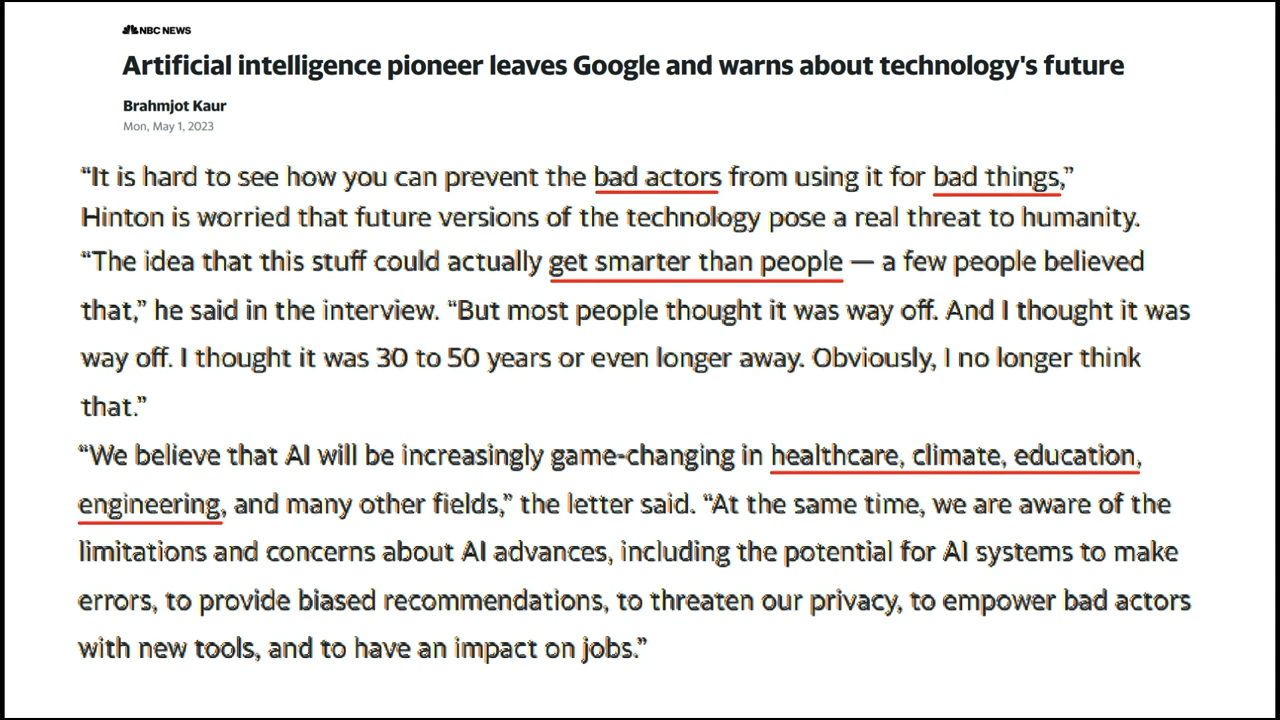 NBC NEWS
Artificial intelligence pioneer leaves Google and warns about technology's future
Brahmjot Kaur
Mon, May 1, 2023
“It is hard to see how you can prevent the bad actors from using it for bad things,”
Hinton is worried that future versions of the technology pose a real threat to humanity.
“The idea that this stuff could actually get smarter than people — a few people believed
that,” he said in the interview. “But most people thought it was way off. And I thought it was
way off. I thought it was 30 to 50 years or even longer away. Obviously, I no longer think
that.”
“We believe that AI will be increasingly game-changing in healthcare, climate, education,
engineering, and many other fields,” the letter said. “At the same time, we are aware of the
limitations and concerns about AI advances, including the potential for AI systems to make
errors, to provide biased recommendations, to threaten our privacy, to empower bad actors
with new tools, and to have an impact on jobs.”